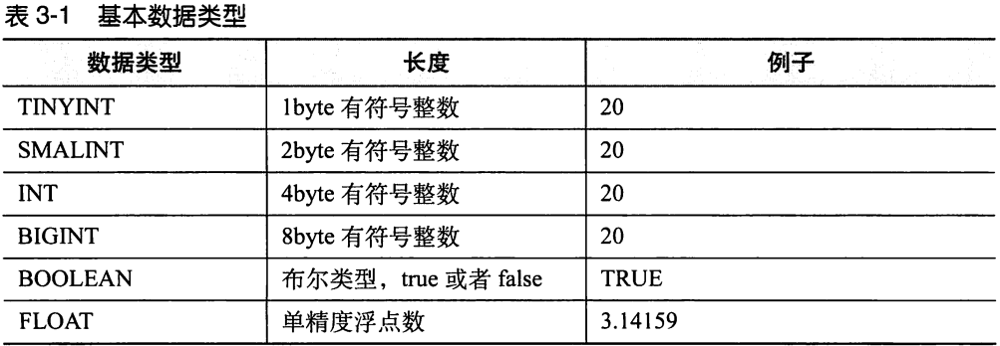 表 3-1 基本数据类型
数据类型 长度 例子
TINYINT 1byte 有符号整数 20
SMALINT 2byte 有符号整数 20
INT 4byte 有符号整数 20
BIGINT 8byte 有符号整数 20
BOOLEAN 布尔类型，true 或者 false TRUE
FLOAT 单精度浮点数 3.14159